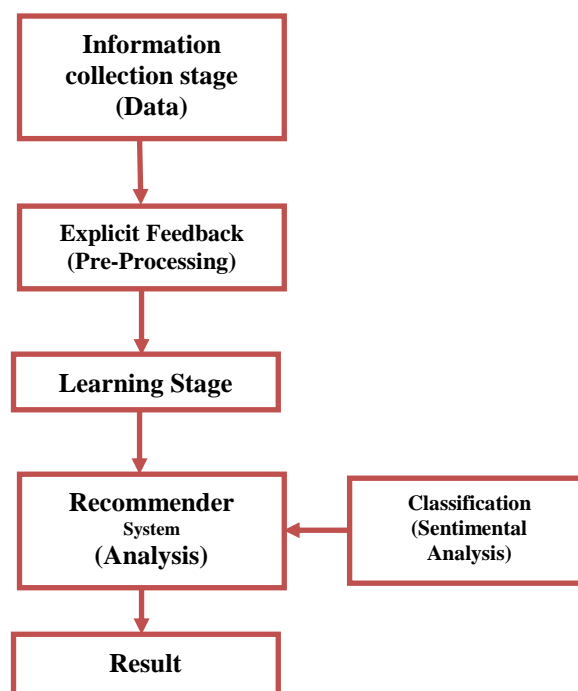 Information
collection stage
(Data)
Explicit Feedback
(Pre-Processing)
Learning Stage
Recommender
System
(Analysis)
Classification
(Sentimental
Analysis)
Result